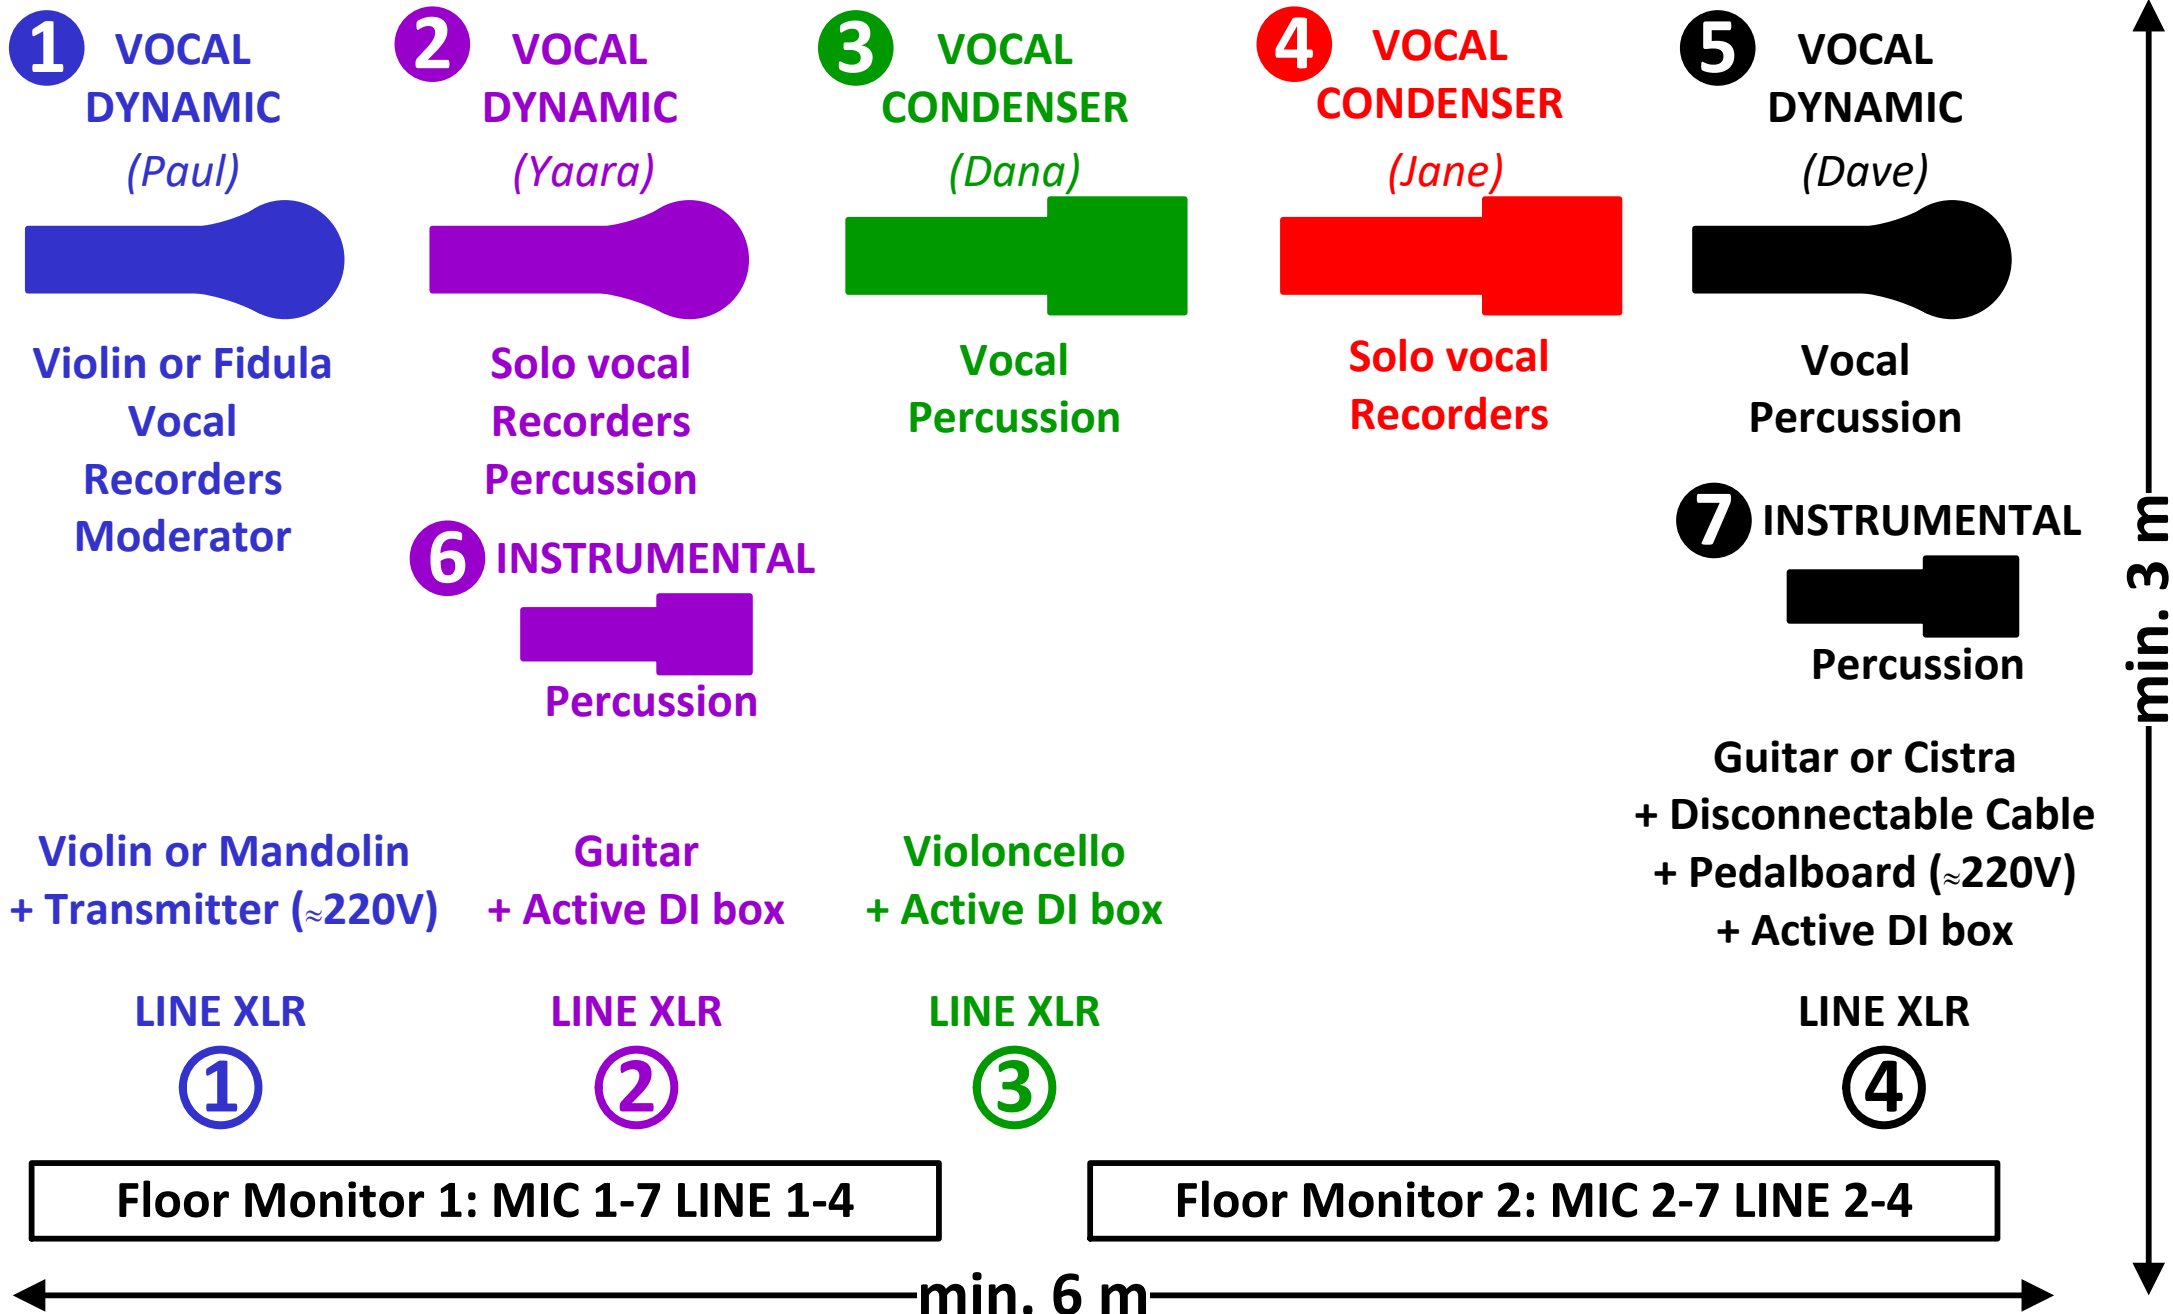 1 VOCAL
DYNAMIC
(Paul)
Violin or Fidula
Vocal
Recorders
Moderator
2 VOCAL
DYNAMIC
(Yaara)
Solo vocal
Recorders
Percussion
6 INSTRUMENTAL
Percussion
3 VOCAL
CONDENSER
(Dana)
Vocal
Percussion
4 VOCAL
CONDENSER
(Jane)
Solo vocal
Recorders
5 VOCAL
DYNAMIC
(Dave)
Vocal
Percussion
7 INSTRUMENTAL
Percussion
Violin or Mandolin
+ Transmitter (≈220V)
LINE XLR
1
Guitar
+ Active DI box
LINE XLR
2
Violoncello
+ Active DI box
LINE XLR
3
Guitar or Cistra
+ Disconnectable Cable
+ Pedalboard (≈220V)
+ Active DI box
LINE XLR
4
Floor Monitor 1: MIC 1-7 LINE 1-4
Floor Monitor 2: MIC 2-7 LINE 2-4
min. 6 m
min. 3 m